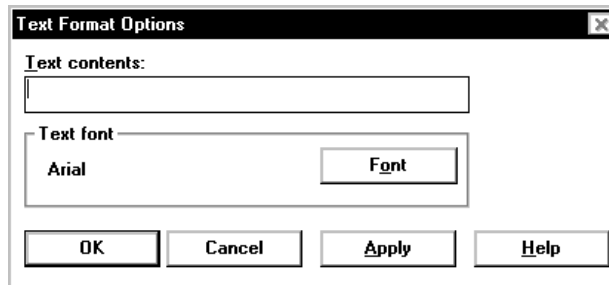 Text Format Options
Text contents:
Text font
Arial
Font
OK Cancel Apply Help